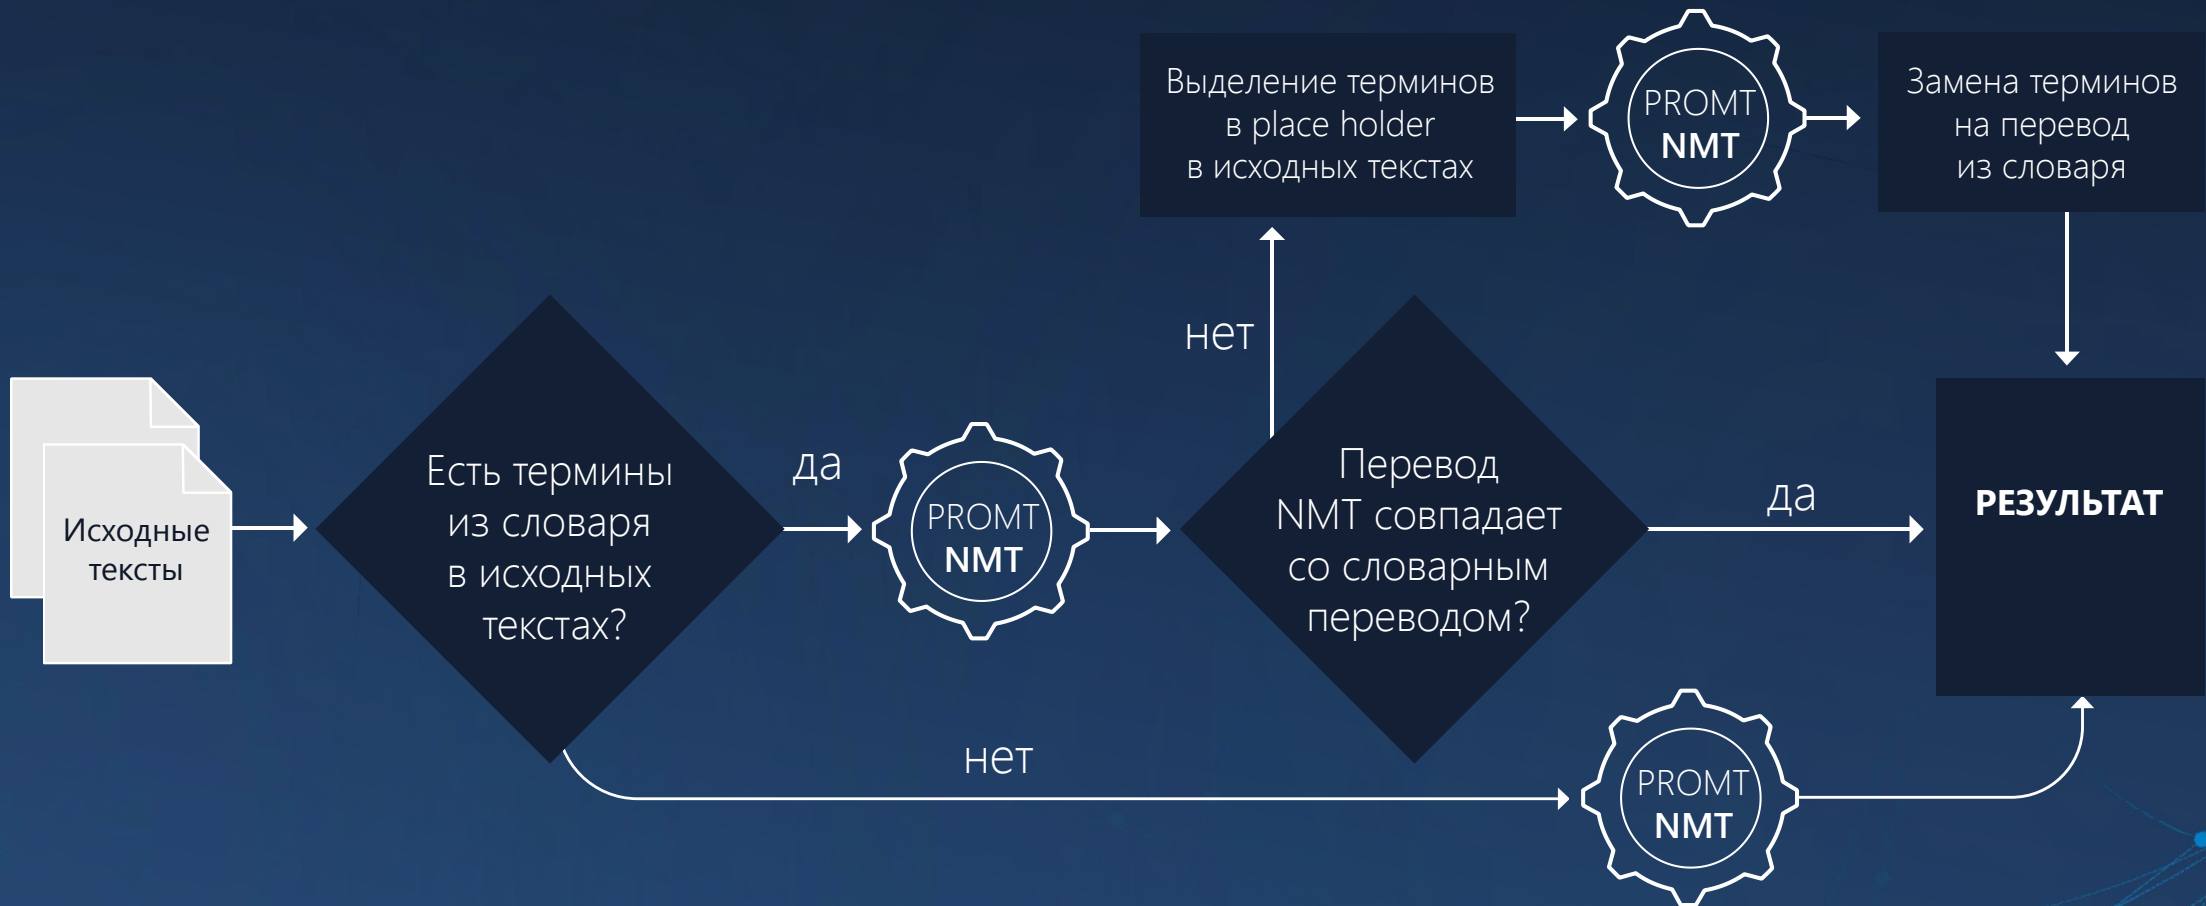 Выделение терминов
в place holder
в исходных текстах
PROMT
NMT
Замена терминов
на перевод
из словаря
нет
Исходные
тексты
Есть термины
из словаря
в исходных
текстах?
да
PROMT
NMT
Перевод
NMT совпадает
со словарным
переводом?
да
РЕЗУЛЬТАТ
нет
PROMT
NMT